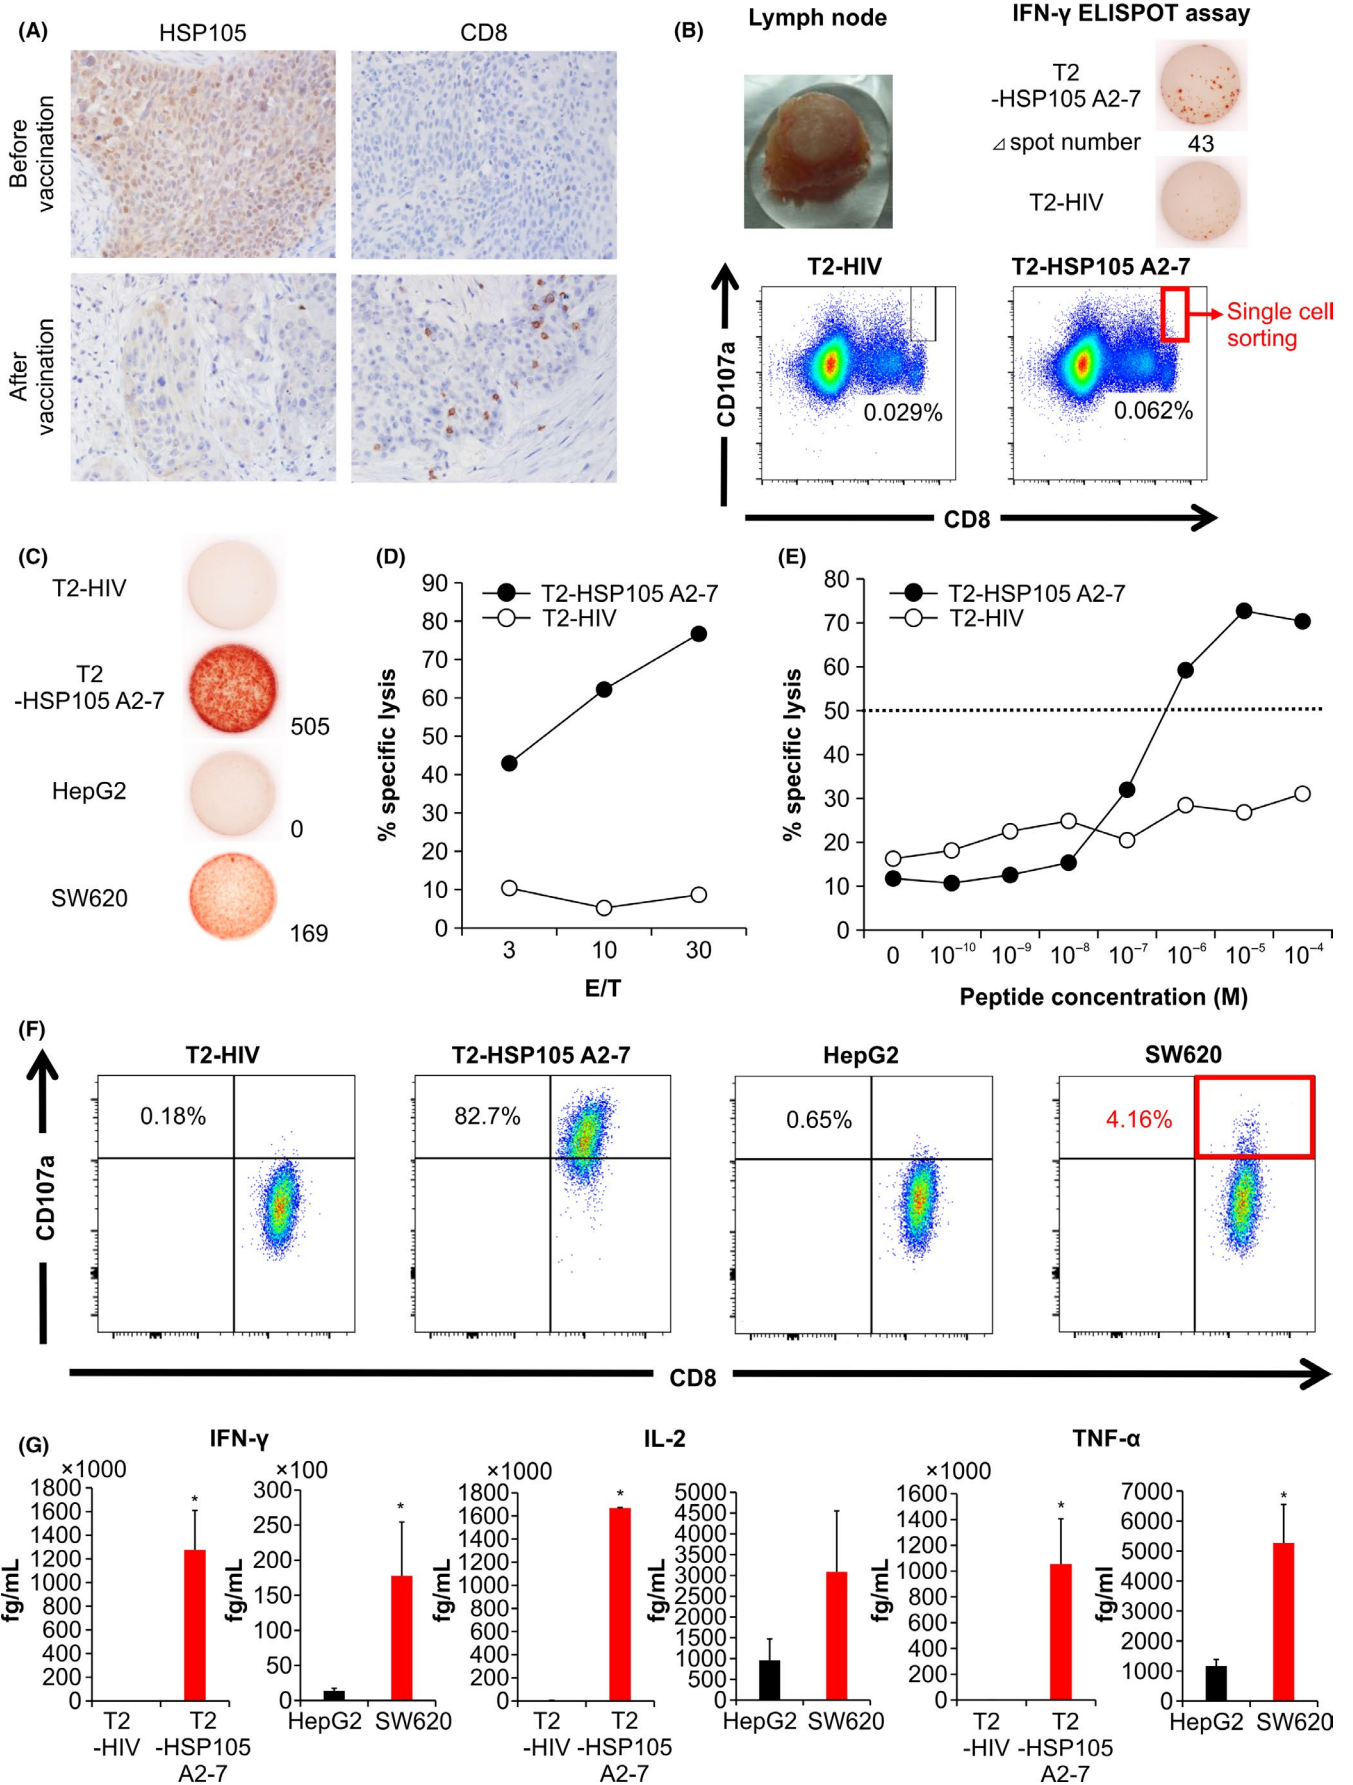 (A)
HSP105
CD8
Before
vaccination
After
vaccination
(B)
Lymph node
IFN-γ ELISPOT assay
T2
-HSP105 A2-7
⊿ spot number
43
T2-HIV
T2-HIV
T2-HSP105 A2-7
Single cell
sorting
0.029%
0.062%
CD107a
CD8
(C)
T2-HIV
T2
-HSP105 A2-7
505
HepG2
0
SW620
169
(D)
T2-HSP105 A2-7
T2-HIV
% specific lysis
90
80
70
60
50
40
30
20
10
0
3
10
30
E/T
(E)
T2-HSP105 A2-7
T2-HIV
% specific lysis
80
70
60
50
40
30
20
10
0
0
10⁻¹⁰
10⁻⁹
10⁻⁸
10⁻⁷
10⁻⁶
10⁻⁵
10⁻⁴
Peptide concentration (M)
(F)
T2-HIV
T2-HSP105 A2-7
HepG2
SW620
0.18%
82.7%
0.65%
4.16%
CD107a
CD8
(G)
IFN-γ
×1000
1800
1600
1400
1200
1000
800
600
400
200
0
fg/mL
*
T2
-HIV
T2
-HSP105
A2-7
×100
300
250
200
150
100
50
0
fg/mL
*
HepG2
SW620
IL-2
×1000
1800
1600
1400
1200
1000
800
600
400
200
0
fg/mL
*
T2
-HIV
T2
-HSP105
A2-7
5000
4500
4000
3500
3000
2500
2000
1500
1000
500
0
fg/mL
HepG2
SW620
TNF-α
×1000
1600
1400
1200
1000
800
600
400
200
0
fg/mL
*
T2
-HIV
T2
-HSP105
A2-7
7000
6000
5000
4000
3000
2000
1000
0
fg/mL
*
HepG2
SW620